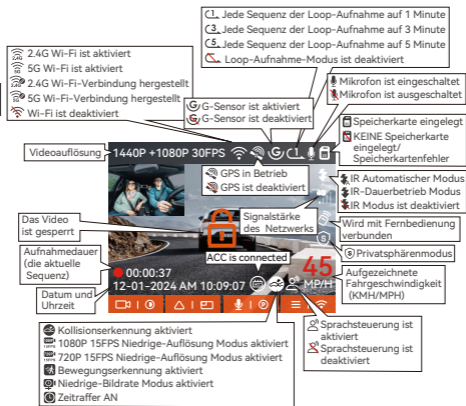 1. Jede Sequenz der Loop-Aufnahme auf 1 Minute
3. Jede Sequenz der Loop-Aufnahme auf 3 Minute
5. Jede Sequenz der Loop-Aufnahme auf 5 Minute
Loop-Aufnahme-Modus ist deaktiviert
2.4G Wi-Fi ist aktiviert
5G Wi-Fi ist aktiviert
2.4G Wi-Fi-Verbindung hergestellt
5G Wi-Fi-Verbindung hergestellt
Wi-Fi ist deaktiviert
G-Sensor ist aktiviert
G-Sensor ist deaktiviert
Mikrofon ist eingeschaltet
Mikrofon ist ausgeschaltet
Speicherkarte eingelegt
KEINE Speicherkarte
eingelegt/
Speicherkartenfehler
Videoauflösung
1440P +1080P 30FPS
GPS in Betrieb
GPS ist deaktiviert
IR Automatischer Modus
IR-Dauerbetrieb Modus
IR Modus ist deaktiviert
Das Video
ist gesperrt
Signalstärke
des Netzwerks
Wird mit Fernbedienung
verbunden
Privatsphärenmodus
ACC is connected
Aufnahmedauer
(die aktuelle
Sequenz)
00:00:37
45
MP/H
Aufgezeichnete
Fahrgeschwindigkeit
(KMH/MPH)
Datum und
Uhrzeit
12-01-2024 AM 10:09:07
Kollisionserkennung aktiviert
1080P 15FPS Niedrige-Auflösung Modus aktiviert
720P 15FPS Niedrige-Auflösung Modus aktiviert
Bewegungserkennung aktiviert
Niedrige-Bildrate Modus aktiviert
Zeitraffer AN
Sprachsteuerung ist
aktiviert
Sprachsteuerung ist
deaktiviert